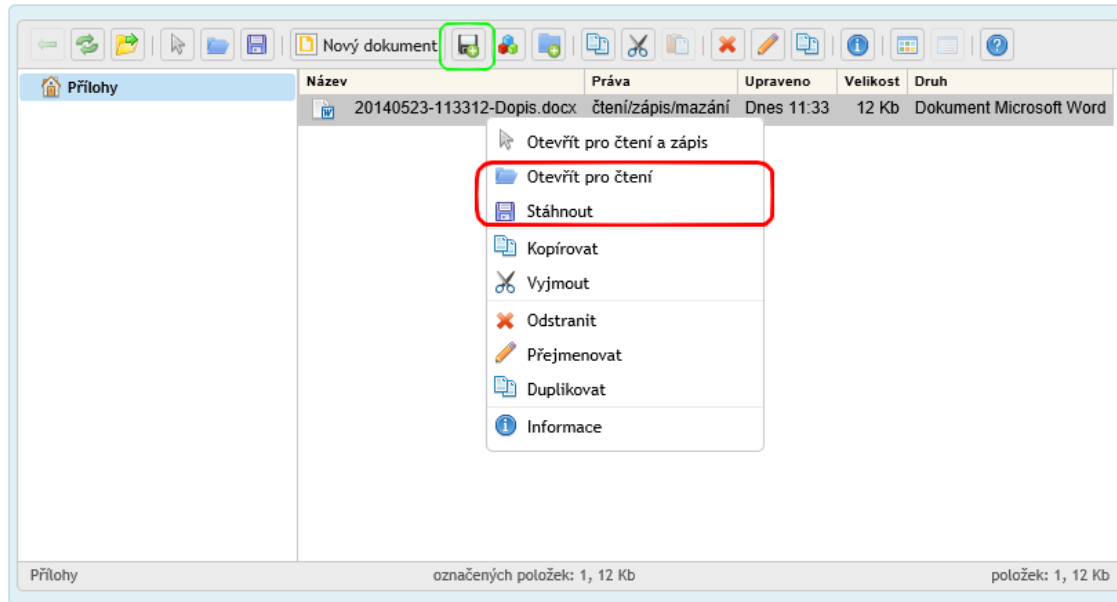 Nový dokument
Přílohy
Název Práva Upraveno Velikost Druh
20140523-113312-Dopis.docx čtení/zápis/mazání Dnes 11:33 12 Kb Dokument Microsoft Word
Otevřít pro čtení a zápis
Otevřít pro čtení
Stáhnout
Kopírovat
Vyjmout
Odstranit
Přejmenovat
Duplikovat
Informace
Přílohy označených položek: 1, 12 Kb položek: 1, 12 Kb